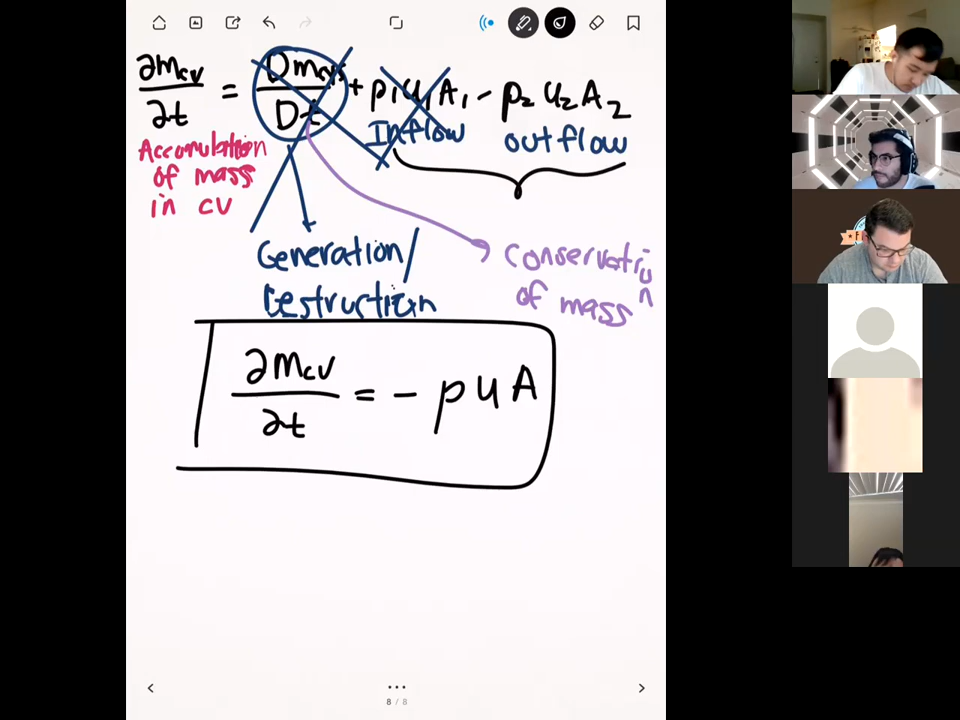 ∂m_cv/∂t = Dm_sys/Dt + ρ₁u₁A₁ - ρ₂u₂A₂
Inflow outflow
Accumulation
of mass
in cv
Generation/
Destruction
Conservation
of mass
∂m_cv/∂t = - ρuA
8 / 8